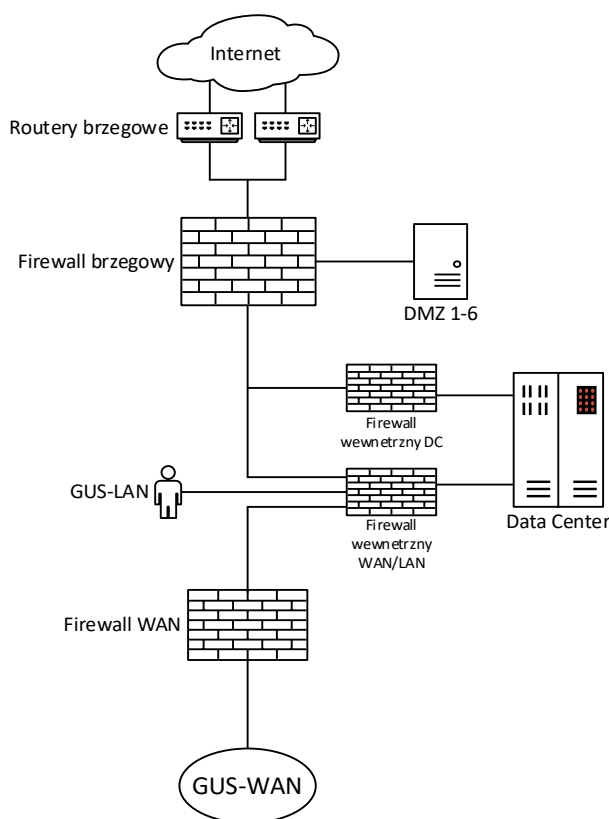 Internet
Routery brzegowe
Firewall brzegowy
DMZ 1-6
Firewall
wewnetrzny DC
GUS-LAN
Firewall
wewnetrzny
WAN/LAN
Data Center
Firewall WAN
GUS-WAN